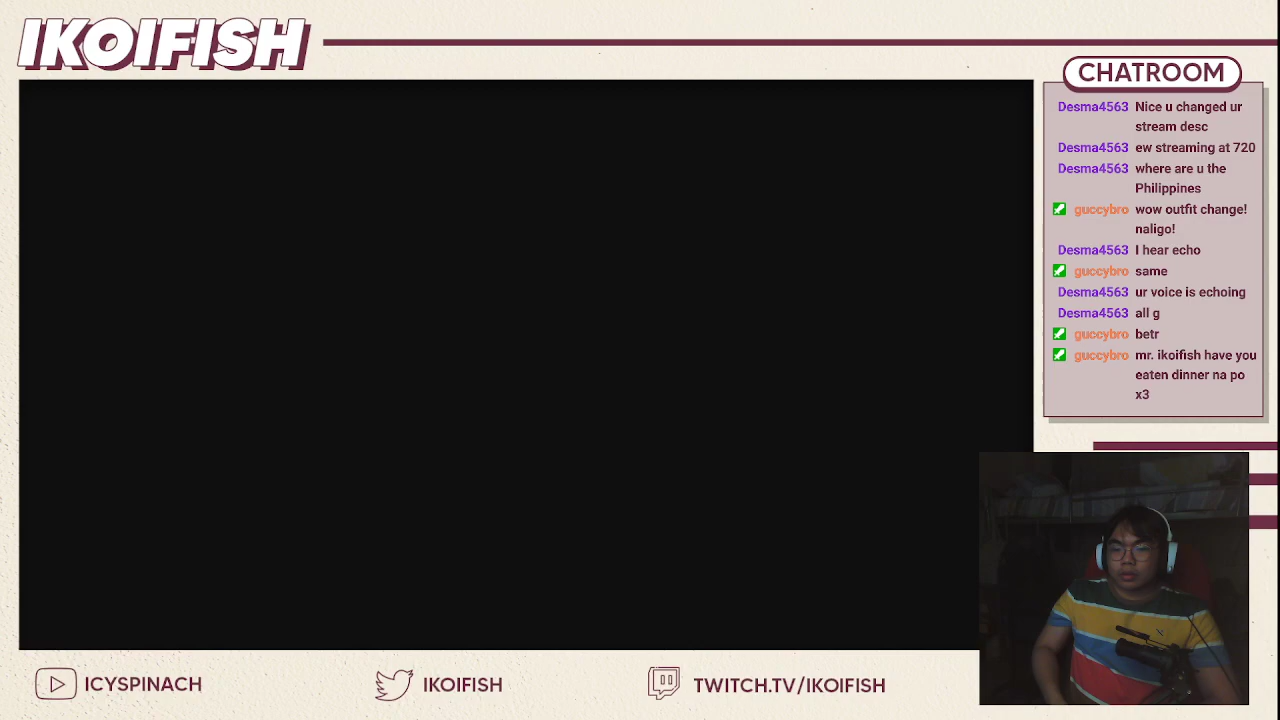 IKOIFISH
CHATROOM
Desma4563 Nice u changed ur
stream desc
Desma4563 ew streaming at 720
Desma4563 where are u the
Philippines
guccybro wow outfit change!
naligo!
Desma4563 I hear echo
guccybro same
Desma4563 ur voice is echoing
Desma4563 all g
guccybro betr
guccybro mr. ikoifish have you
eaten dinner na po
x3
ICYSPINACH
IKOIFISH
TWITCH.TV/IKOIFISH